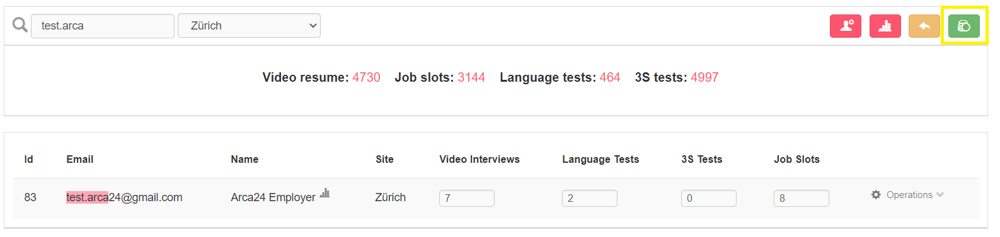 test.arca Zürich
Video resume: 4730 Job slots: 3144 Language tests: 464 3S tests: 4997
Id Email Name Site Video Interviews Language Tests 3S Tests Job Slots
83 test.arca24@gmail.com Arca24 Employer Zürich 7 2 0 8 Operations